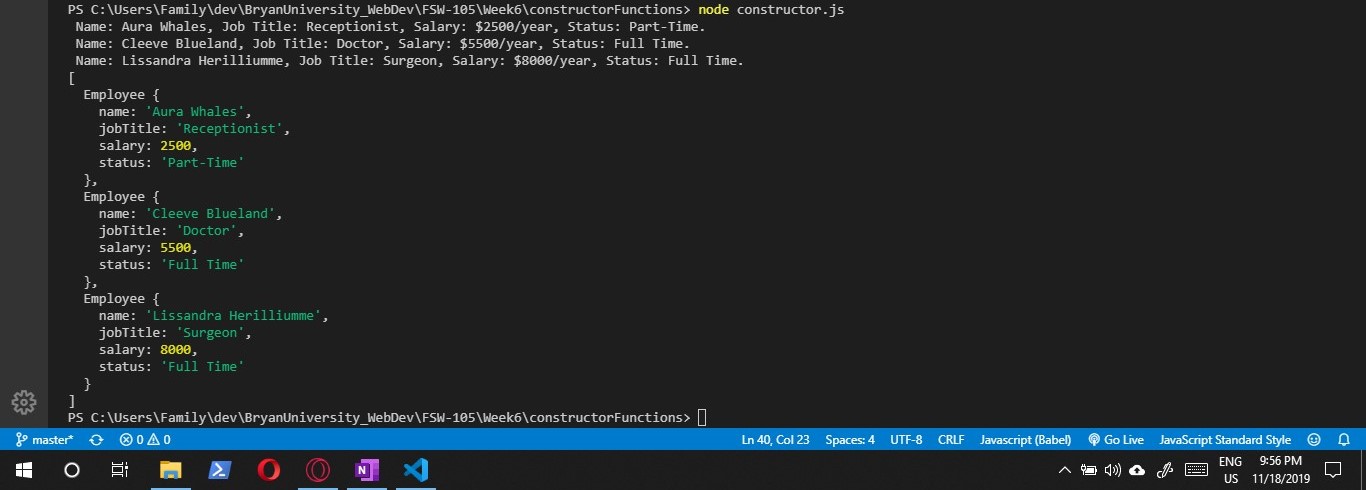 PS C:\Users\Family\dev\BryanUniversity_WebDev\FSW-105\Week6\constructorFunctions> node constructor.js
Name: Aura Whales, Job Title: Receptionist, Salary: $2500/year, Status: Part-Time.
Name: Cleeve Blueland, Job Title: Doctor, Salary: $5500/year, Status: Full Time.
Name: Lissandra Herilliumme, Job Title: Surgeon, Salary: $8000/year, Status: Full Time.
[
Employee {
name: 'Aura Whales',
jobTitle: 'Receptionist',
salary: 2500,
status: 'Part-Time'
},
Employee {
name: 'Cleeve Blueland',
jobTitle: 'Doctor',
salary: 5500,
status: 'Full Time'
},
Employee {
name: 'Lissandra Herilliumme',
jobTitle: 'Surgeon',
salary: 8000,
status: 'Full Time'
}
]
PS C:\Users\Family\dev\BryanUniversity_WebDev\FSW-105\Week6\constructorFunctions>
master* 0 0 Ln 40, Col 23 Spaces: 4 UTF-8 CRLF Javascript (Babel) Go Live JavaScript Standard Style
N ENG 9:56 PM
US 11/18/2019